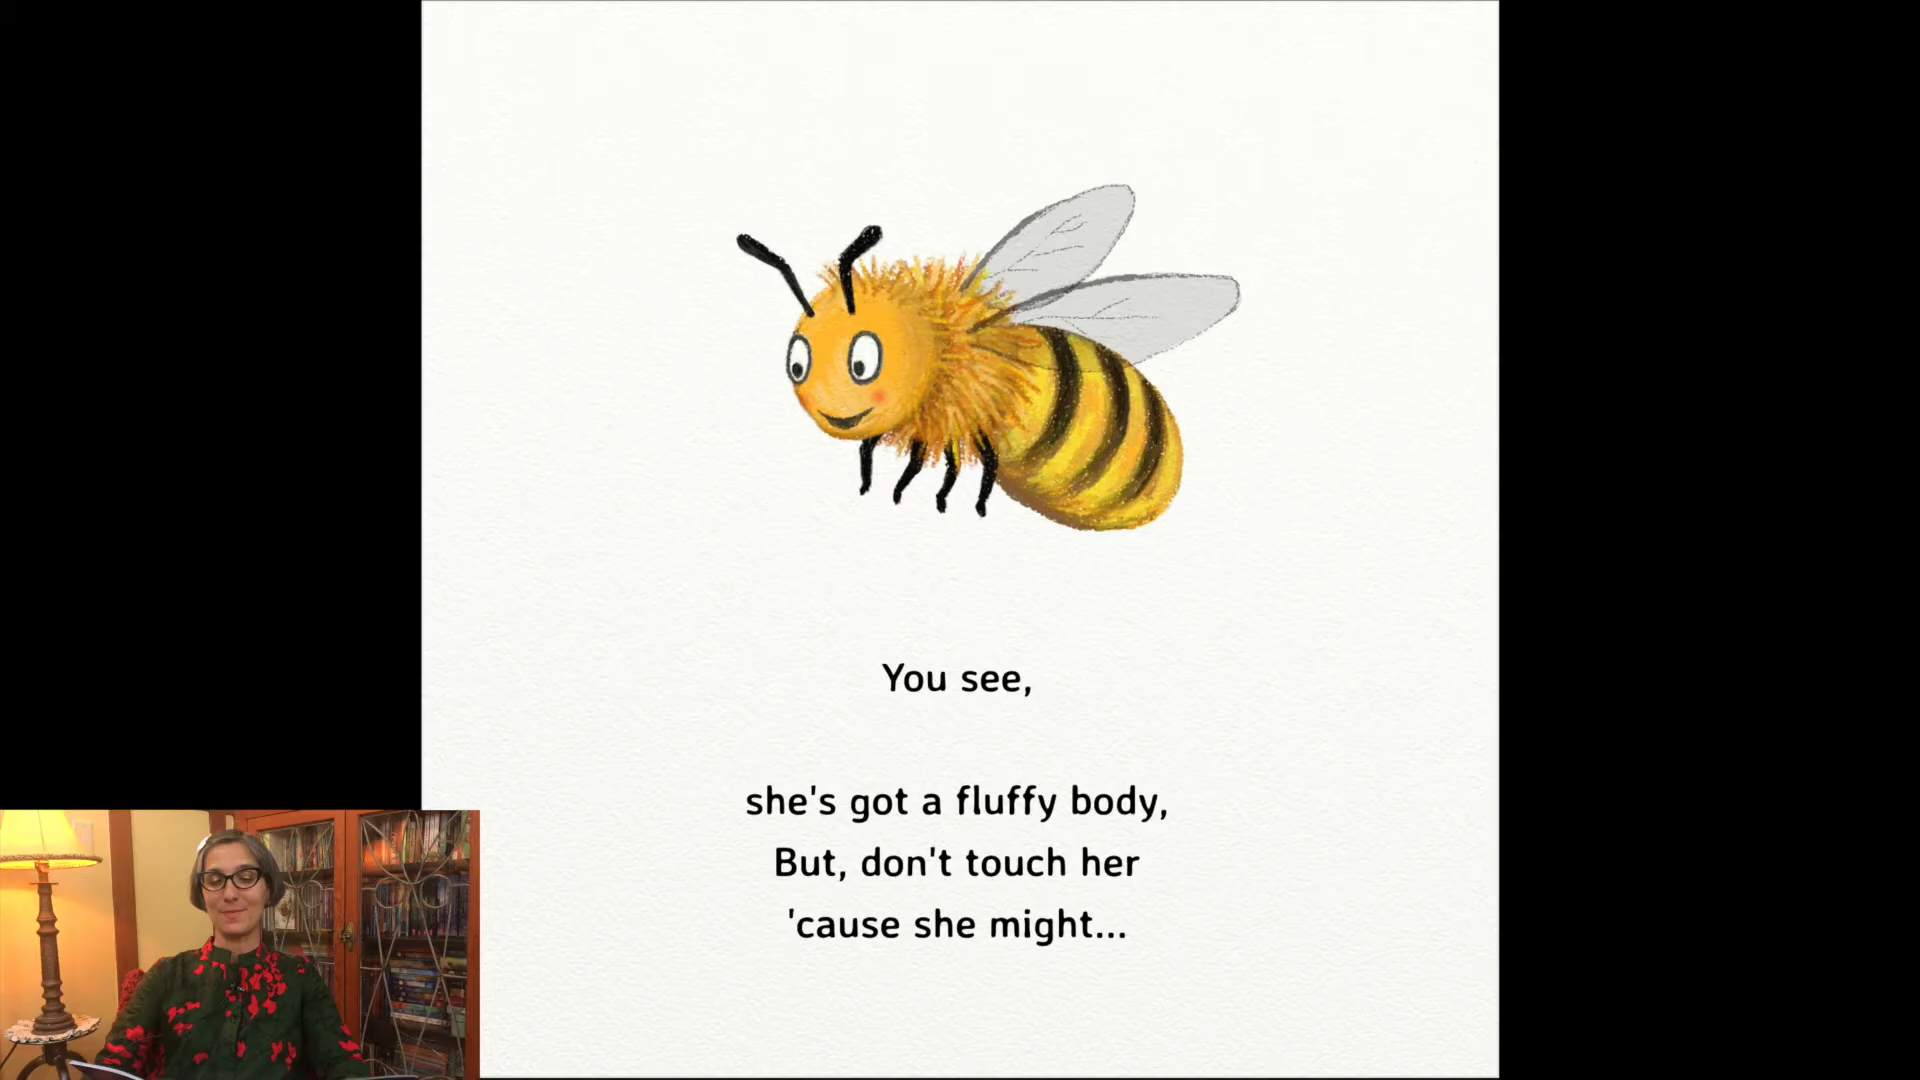 You see,
she's got a fluffy body,
But, don't touch her
'cause she might...